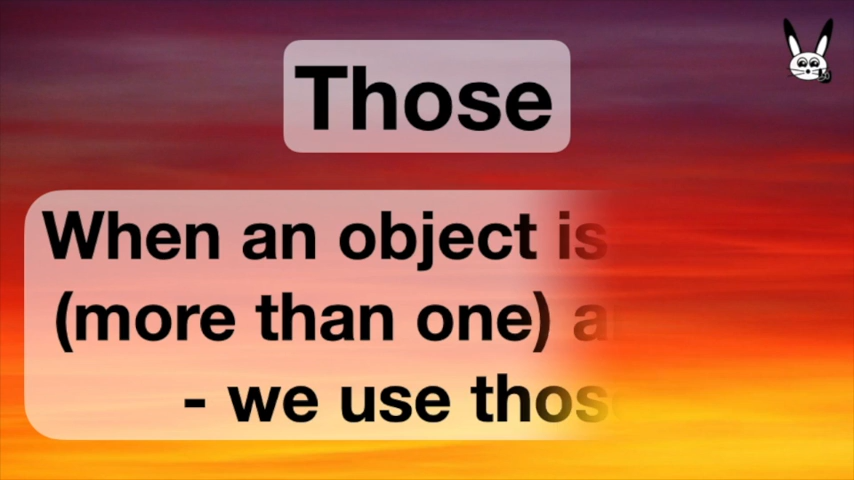 Those
When an object is
(more than one)
- we use those